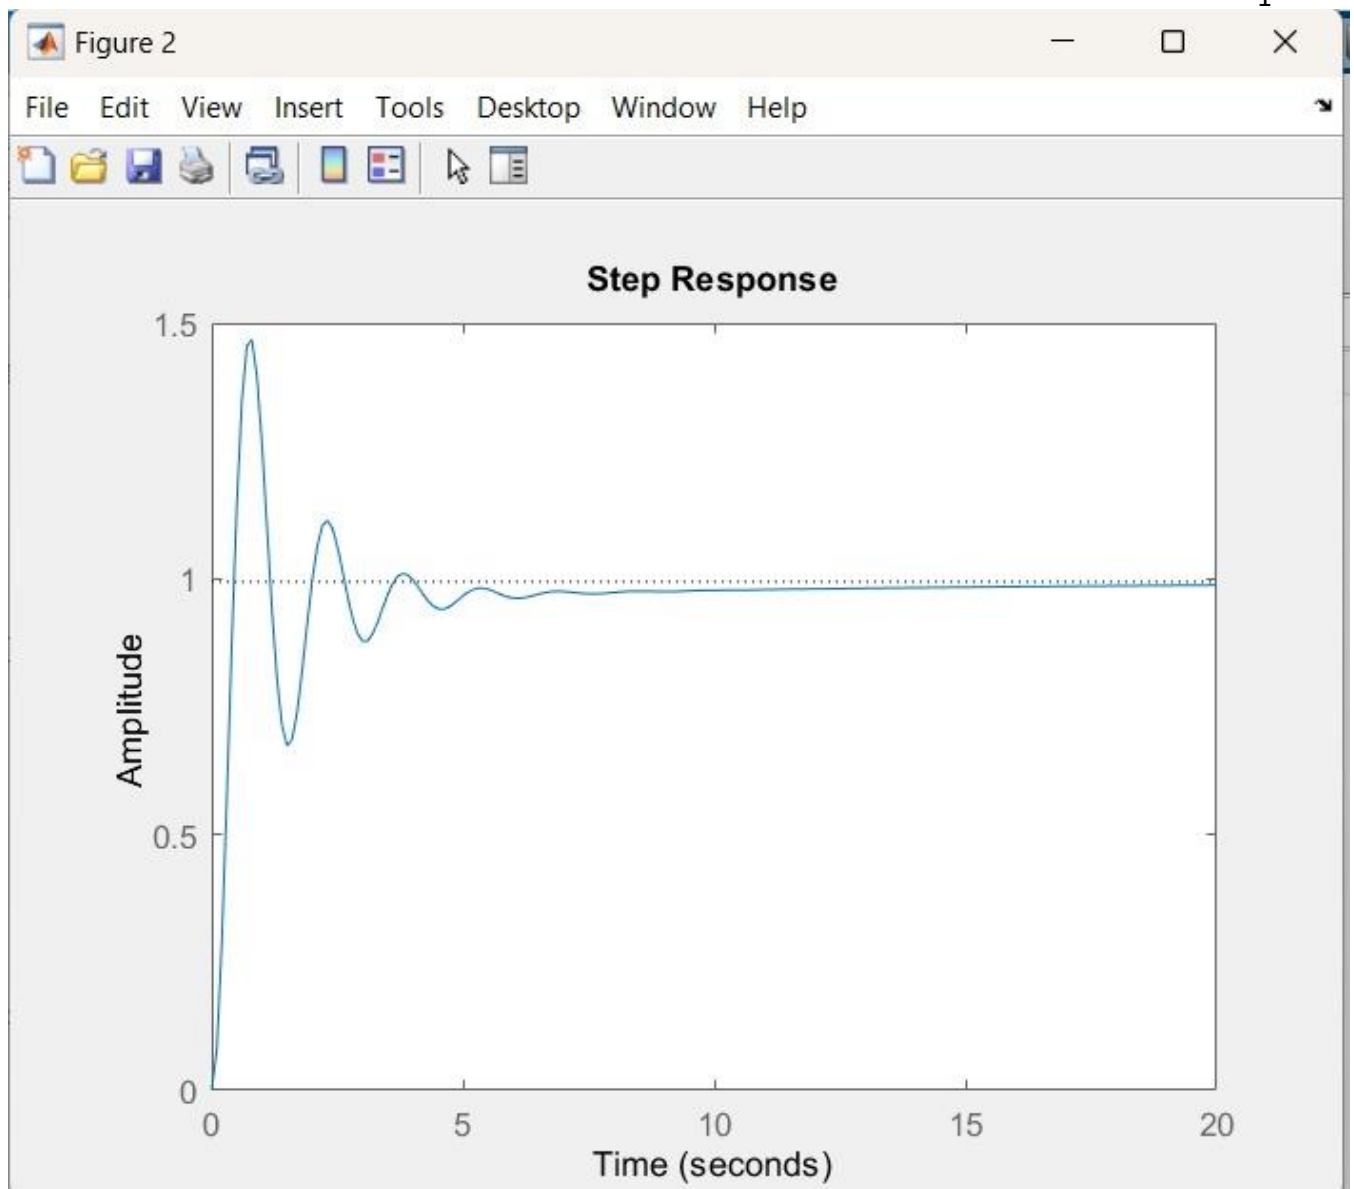 1
Figure 2
File Edit View Insert Tools Desktop Window Help
Step Response
1.5
1
0.5
0
Amplitude
0 5 10 15 20
Time (seconds)